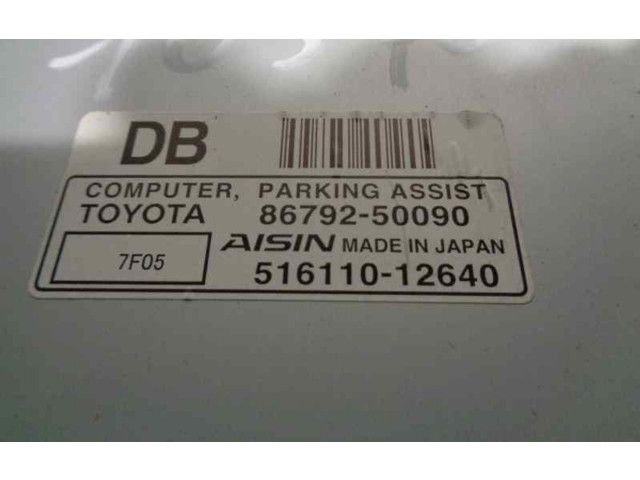 DB
COMPUTER, PARKING ASSIST
TOYOTA 86792-50090
7F05 AISIN MADE IN JAPAN
516110-12640